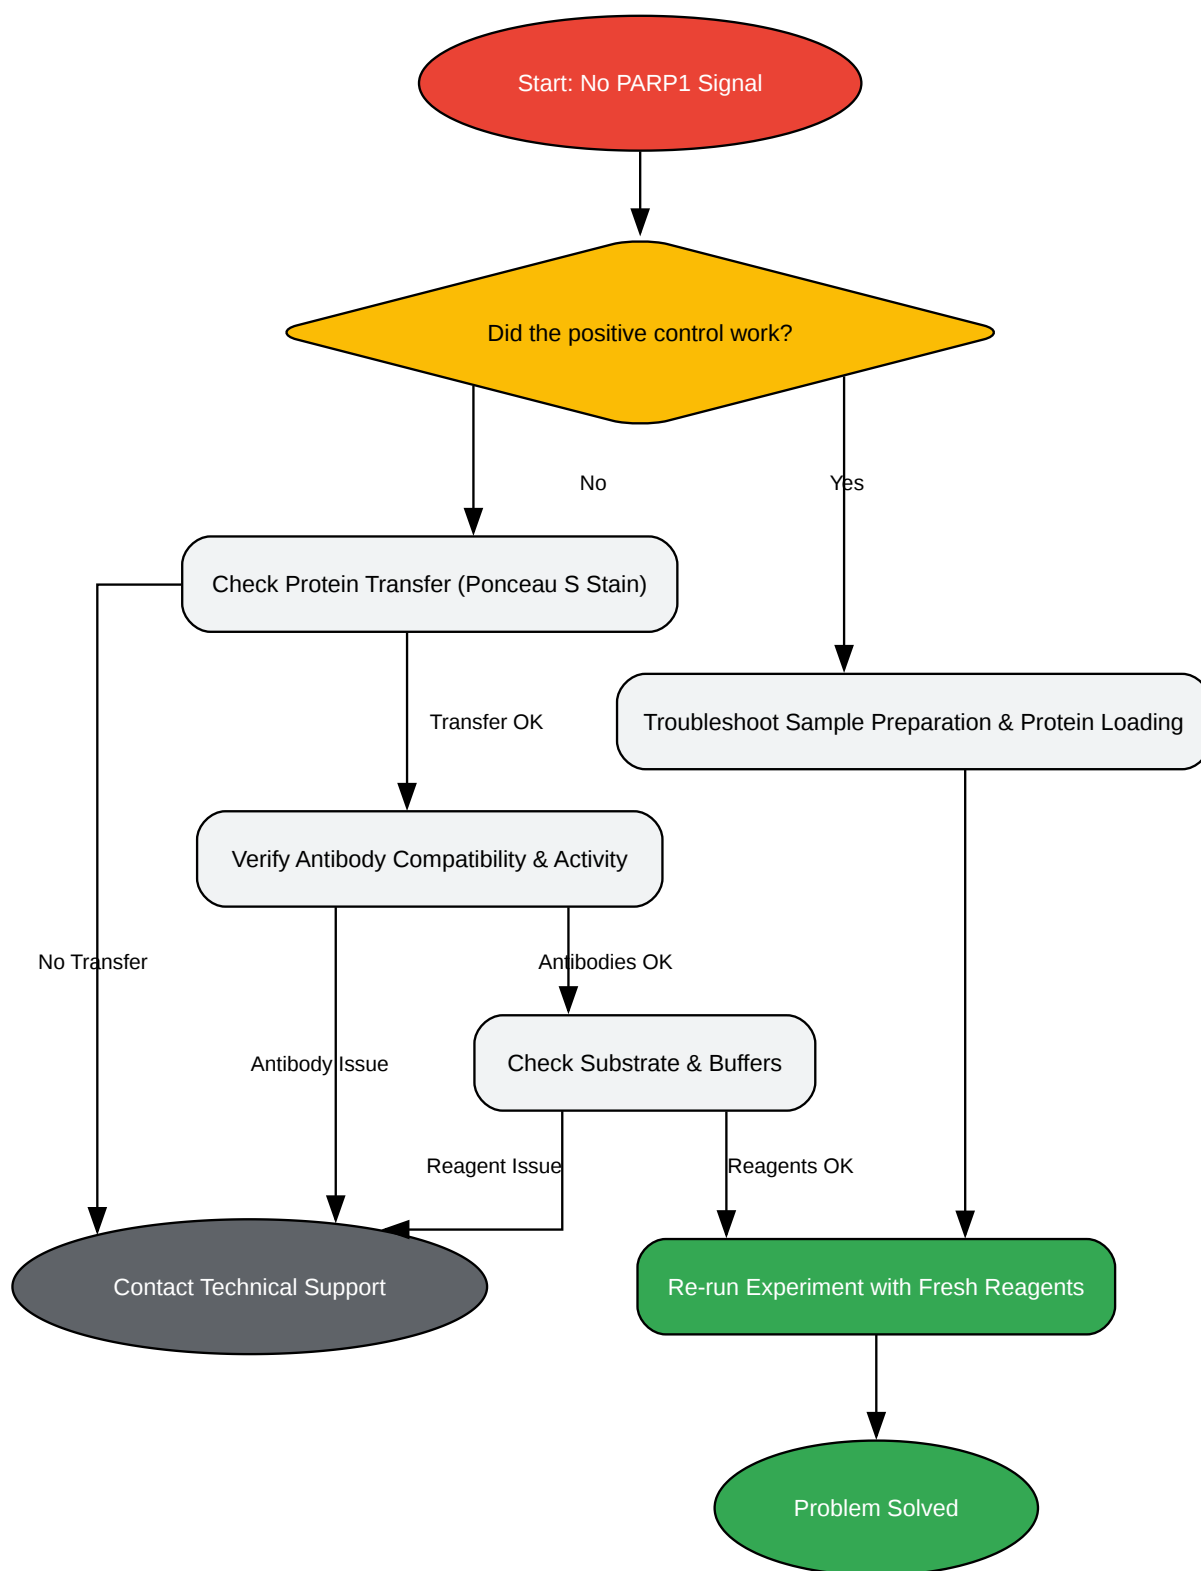 Start: No PARP1 Signal
Did the positive control work?
No
Yes
Check Protein Transfer (Ponceau S Stain)
Transfer OK
Troubleshoot Sample Preparation & Protein Loading
Verify Antibody Compatibility & Activity
No Transfer
Antibodies OK
Antibody Issue
Check Substrate & Buffers
Reagent Issue
Reagents OK
Contact Technical Support
Re-run Experiment with Fresh Reagents
Problem Solved